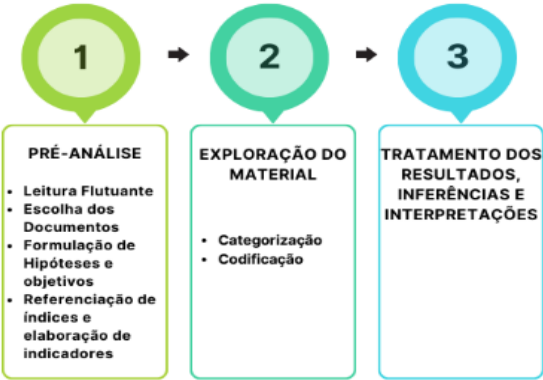 1
2
3
PRÉ-ANÁLISE
• Leitura Flutuante
• Escolha dos
Documentos
• Formulação de
Hipóteses e
objetivos
• Referenciação de
índices e
elaboração de
indicadores
EXPLORAÇÃO DO
MATERIAL
• Categorização
• Codificação
TRATAMENTO DOS
RESULTADOS,
INFERÊNCIAS E
INTERPRETAÇÕES